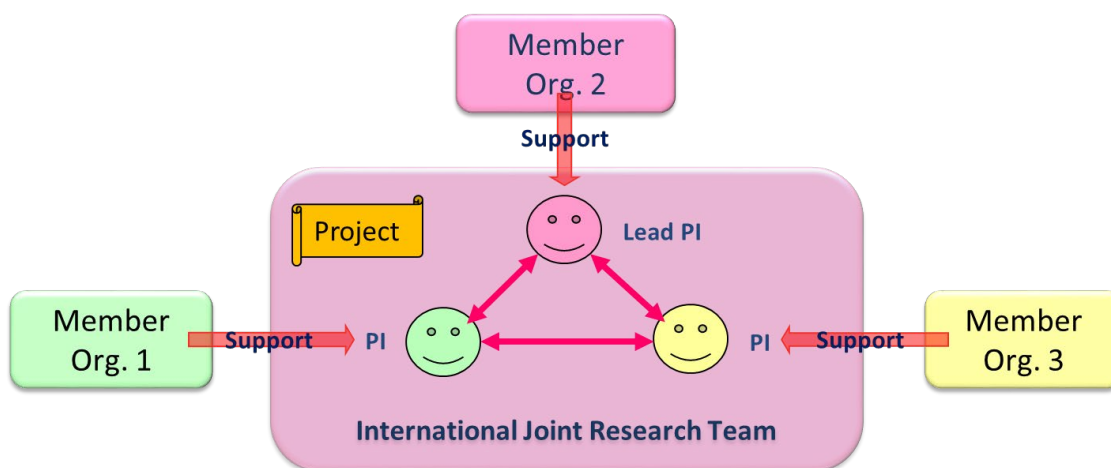 Member
Org. 2
Support
Project
Lead PI
Member
Org. 1
Support
PI
PI
Support
Member
Org. 3
International Joint Research Team